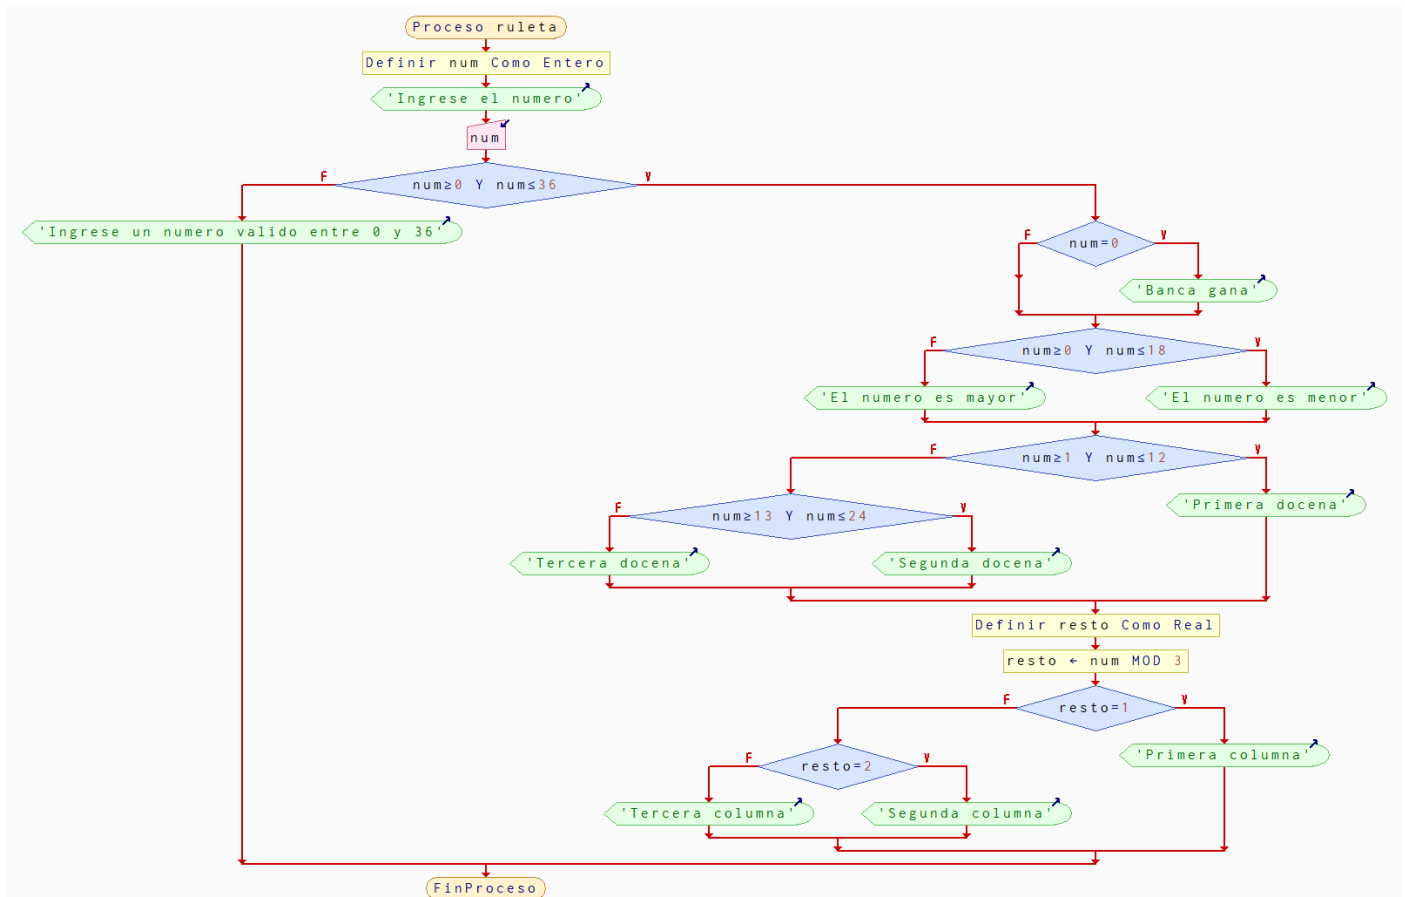 Proceso ruleta
Definir num Como Entero
'Ingrese el numero'
num
F
num≥0 Y num≤36
V
'Ingrese un numero valido entre 0 y 36'
F
num=0
V
'Banca gana'
F
num≥0 Y num≤18
V
'El numero es mayor'
'El numero es menor'
F
num≥1 Y num≤12
V
'Primera docena'
F
num≥13 Y num≤24
V
'Tercera docena'
'Segunda docena'
Definir resto Como Real
resto ← num MOD 3
F
resto=1
V
'Primera columna'
F
resto=2
V
'Tercera columna'
'Segunda columna'
FinProceso